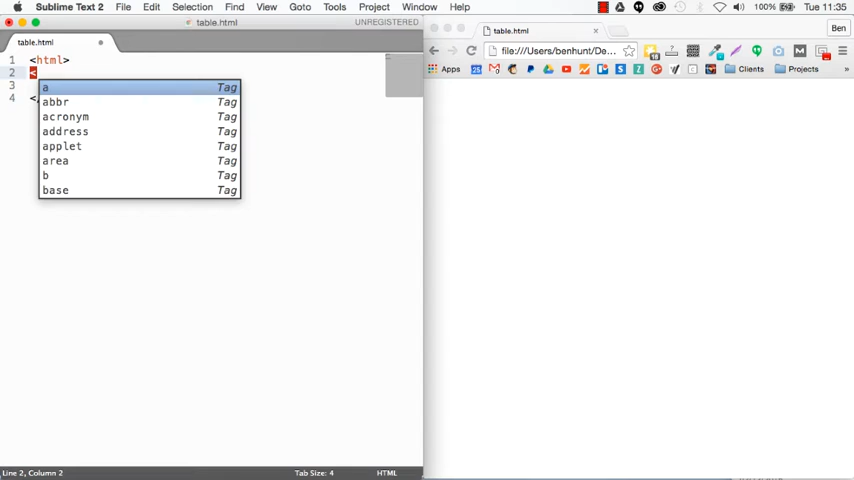 Sublime Text 2 File Edit Selection Find View Goto Tools Project Window Help 100% Tue 11:35
table.html UNREGISTERED
table.html
1 <html>
2 <
3
4 <
a Tag
abbr Tag
acronym Tag
address Tag
applet Tag
area Tag
b Tag
base Tag
Line 2, Column 2 Tab Size: 4 HTML
table.html Ben
file:///Users/benhunt/De...
Apps Clients Projects